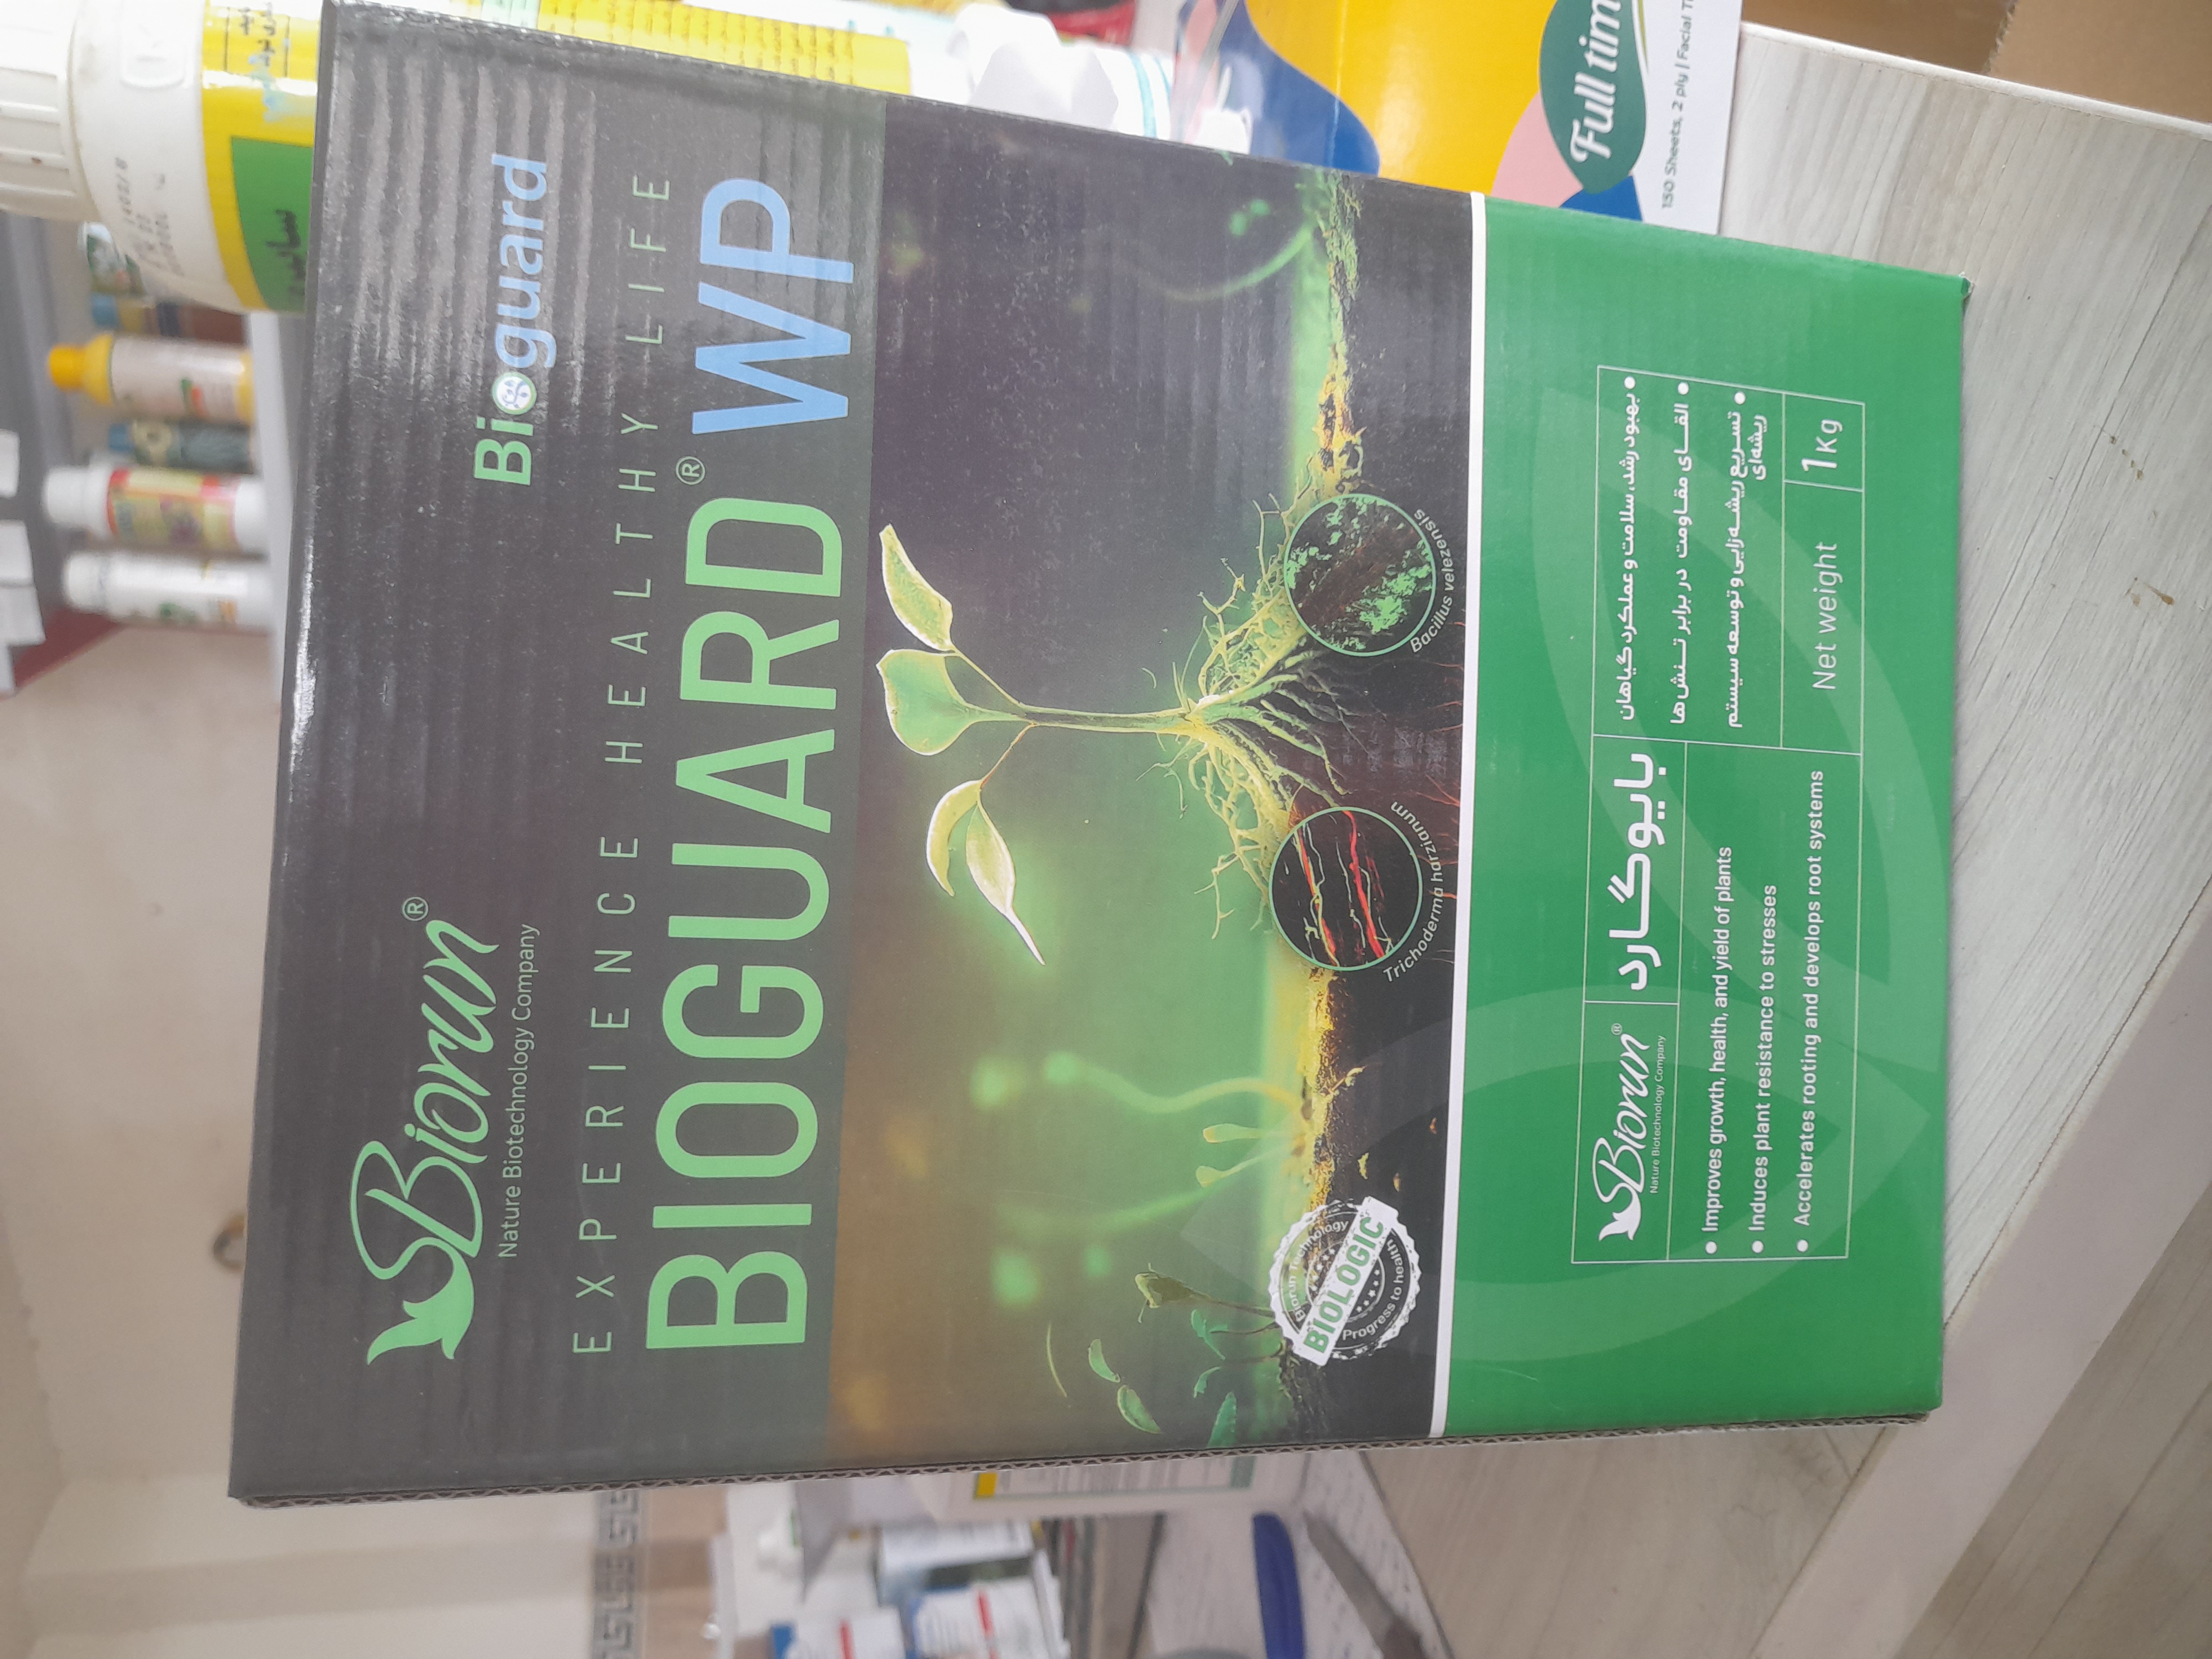 Biorun®
Nature Biotechnology Company
Bioguard
EXPERIENCE HEALTHY LIFE
BIOGUARD® WP
Trichoderma harzianum
Bacillus velezensis
Biorun Technology
BIOLOGIC
Progress to health
Biorun®
Nature Biotechnology Company
بایوگارد
• Improves growth, health, and yield of plants
• Induces plant resistance to stresses
• Accelerates rooting and develops root systems
• بهبود رشد، سلامت و عملکرد گیاهان
• القای مقاومت در برابر تنش‌ها
• تسریع ریشه‌زایی و توسعه سیستم
ریشه‌ای
Net weight
1Kg
Full tim
150 Sheets, 2 ply | Facial T